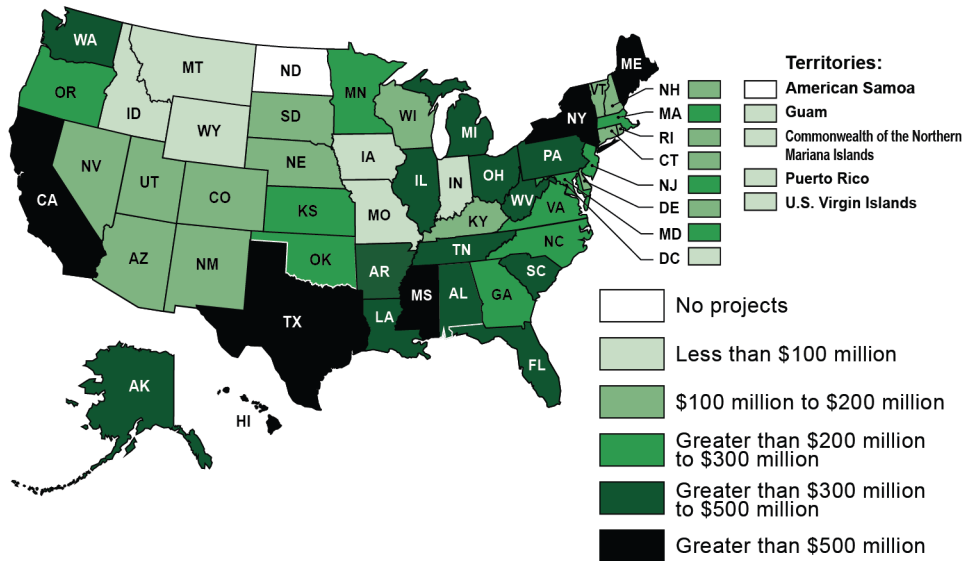 WA
MT
ND
MN
OR
ID
SD
WI
MI
WY
IA
NE
NV
UT
CO
CA
KS
MO
IL
IN
OH
PA
NY
VT
ME
WV
VA
KY
NC
TN
AZ
NM
OK
AR
SC
MS
AL
GA
TX
LA
FL
AK
HI
NH
MA
RI
CT
NJ
DE
MD
DC
Territories:
American Samoa
Guam
Commonwealth of the Northern
Mariana Islands
Puerto Rico
U.S. Virgin Islands
No projects
Less than $100 million
$100 million to $200 million
Greater than $200 million
to $300 million
Greater than $300 million
to $500 million
Greater than $500 million